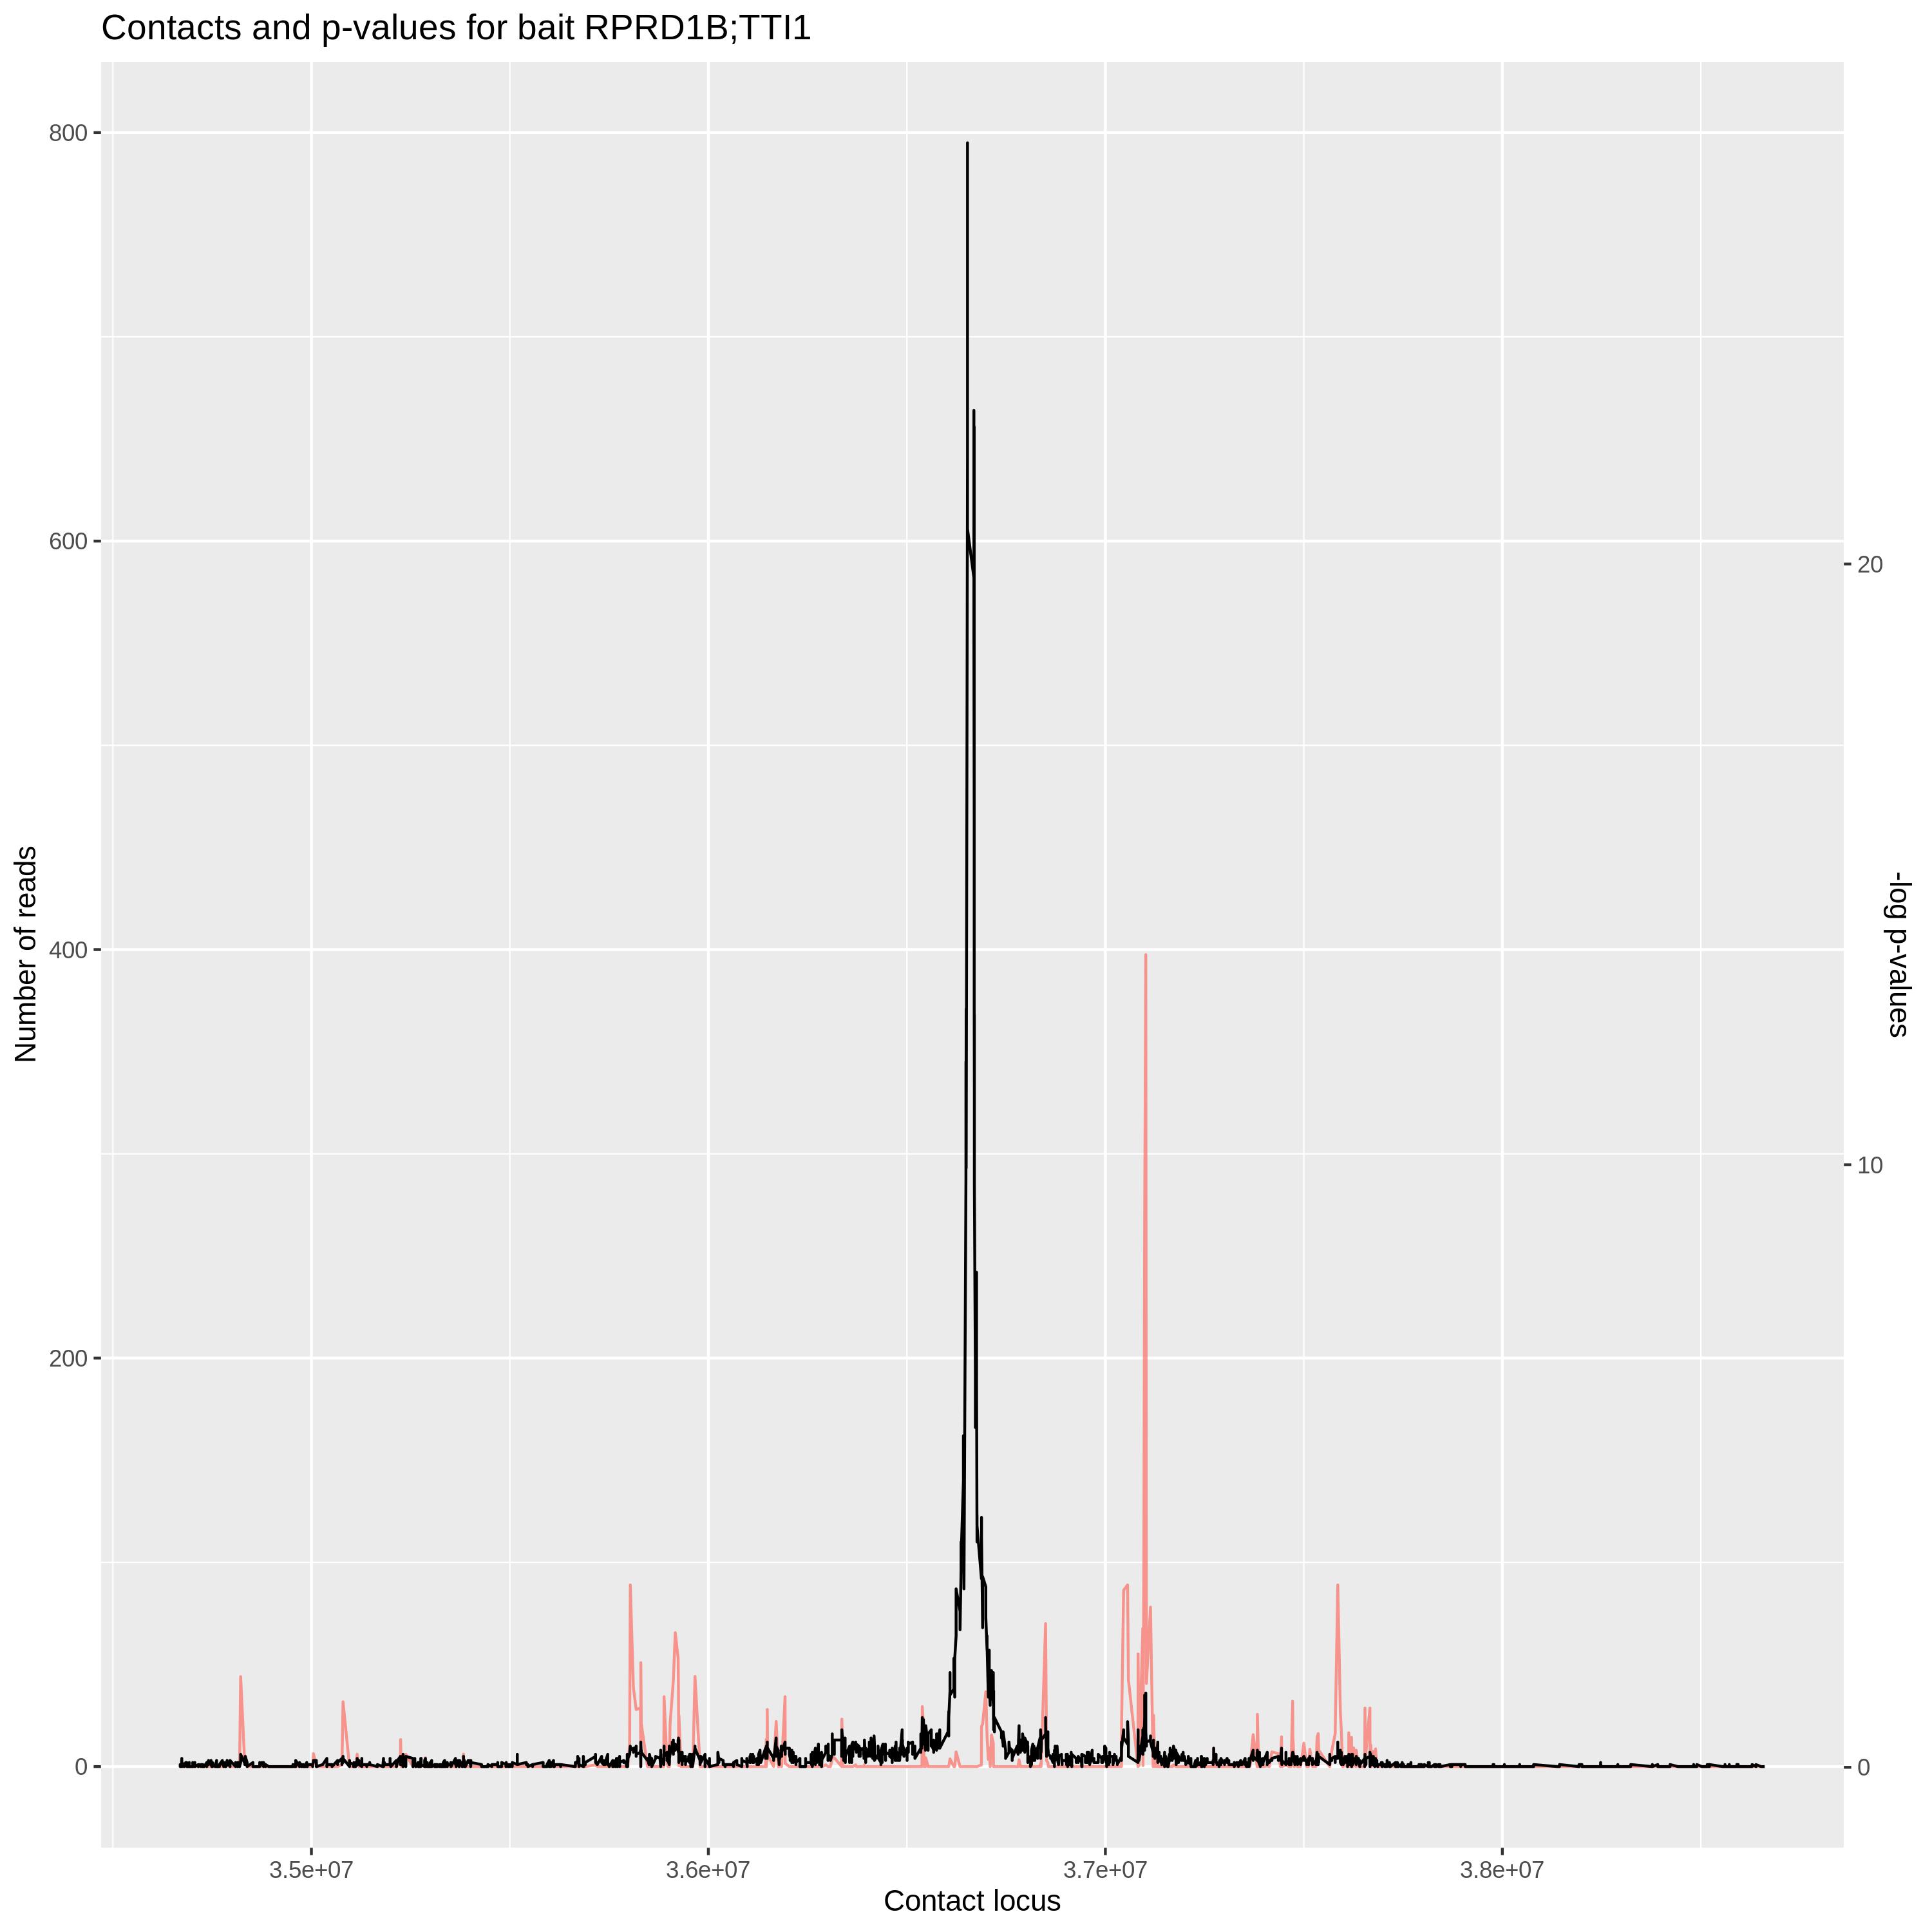 Contacts and p-values for bait RPRD1B;TTI1
800
600
400
200
0
Number of reads
20
10
0
-log p-values
3.5e+07 3.6e+07 3.7e+07 3.8e+07
Contact locus